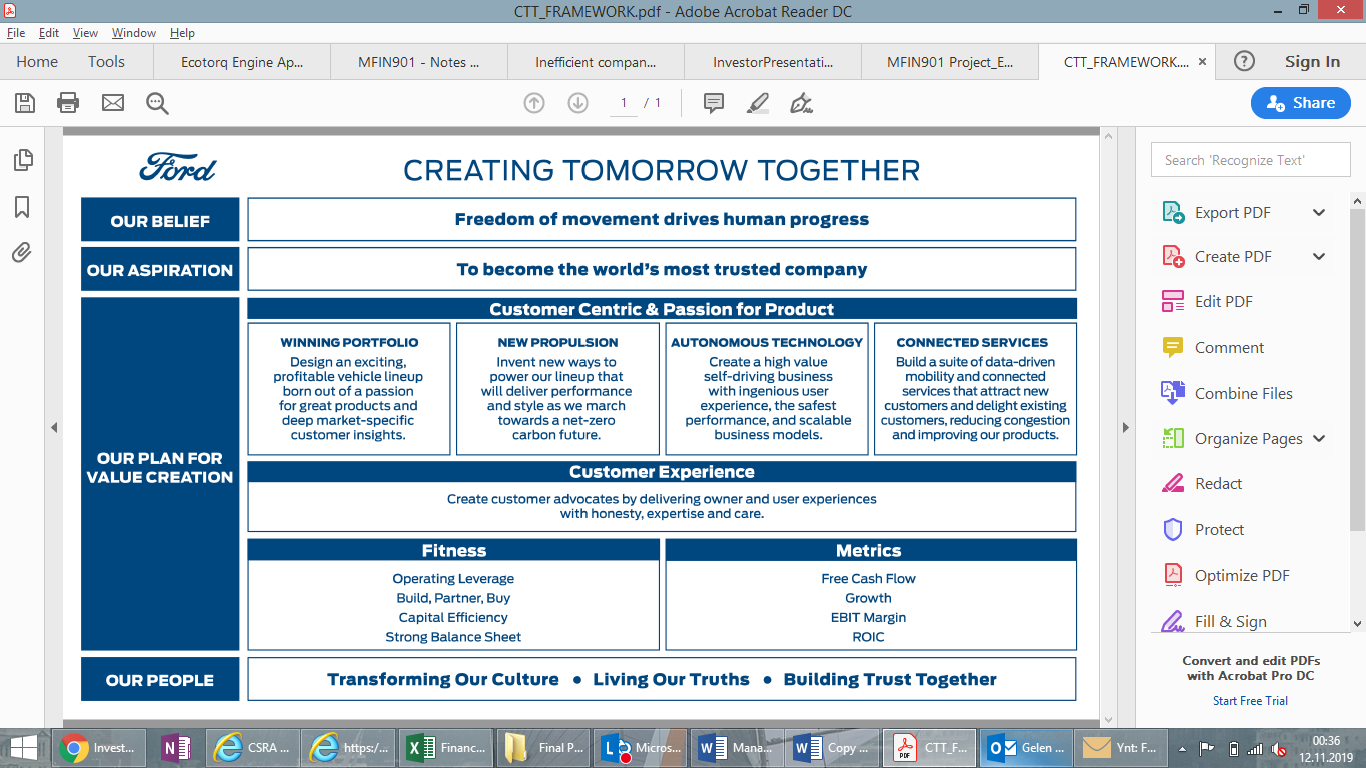 CTT_FRAMEWORK.pdf - Adobe Acrobat Reader DC
File Edit View Window Help
Home Tools Ecotorq Engine Ap... MFIN901 - Notes ... Inefficient compan... InvestorPresentati... MFIN901 Project_E... CTT_FRAMEWORK.... × ? Sign In
1 / 1 Share
Ford
CREATING TOMORROW TOGETHER
OUR BELIEF
Freedom of movement drives human progress
OUR ASPIRATION
To become the world's most trusted company
OUR PLAN FOR
VALUE CREATION
Customer Centric & Passion for Product
WINNING PORTFOLIO
Design an exciting,
profitable vehicle lineup
born out of a passion
for great products and
deep market-specific
customer insights.
NEW PROPULSION
Invent new ways to
power our lineup that
will deliver performance
and style as we march
towards a net-zero
carbon future.
AUTONOMOUS TECHNOLOGY
Create a high value
self-driving business
with ingenious user
experience, the safest
performance, and scalable
business models.
CONNECTED SERVICES
Build a suite of data-driven
mobility and connected
services that attract new
customers and delight existing
customers, reducing congestion
and improving our products.
Customer Experience
Create customer advocates by delivering owner and user experiences
with honesty, expertise and care.
Fitness
Operating Leverage
Build, Partner, Buy
Capital Efficiency
Strong Balance Sheet
Metrics
Free Cash Flow
Growth
EBIT Margin
ROIC
OUR PEOPLE
Transforming Our Culture • Living Our Truths • Building Trust Together
Search 'Recognize Text'
Export PDF
Create PDF
Edit PDF
Comment
Combine Files
Organize Pages
Redact
Protect
Optimize PDF
Fill & Sign
Convert and edit PDFs
with Acrobat Pro DC
Start Free Trial
Invest... CSRA ... https:/... Financ... Final P... Micros... Mana... Copy ... CTT_F... Gelen ... Ynt: F...
00:36
12.11.2019